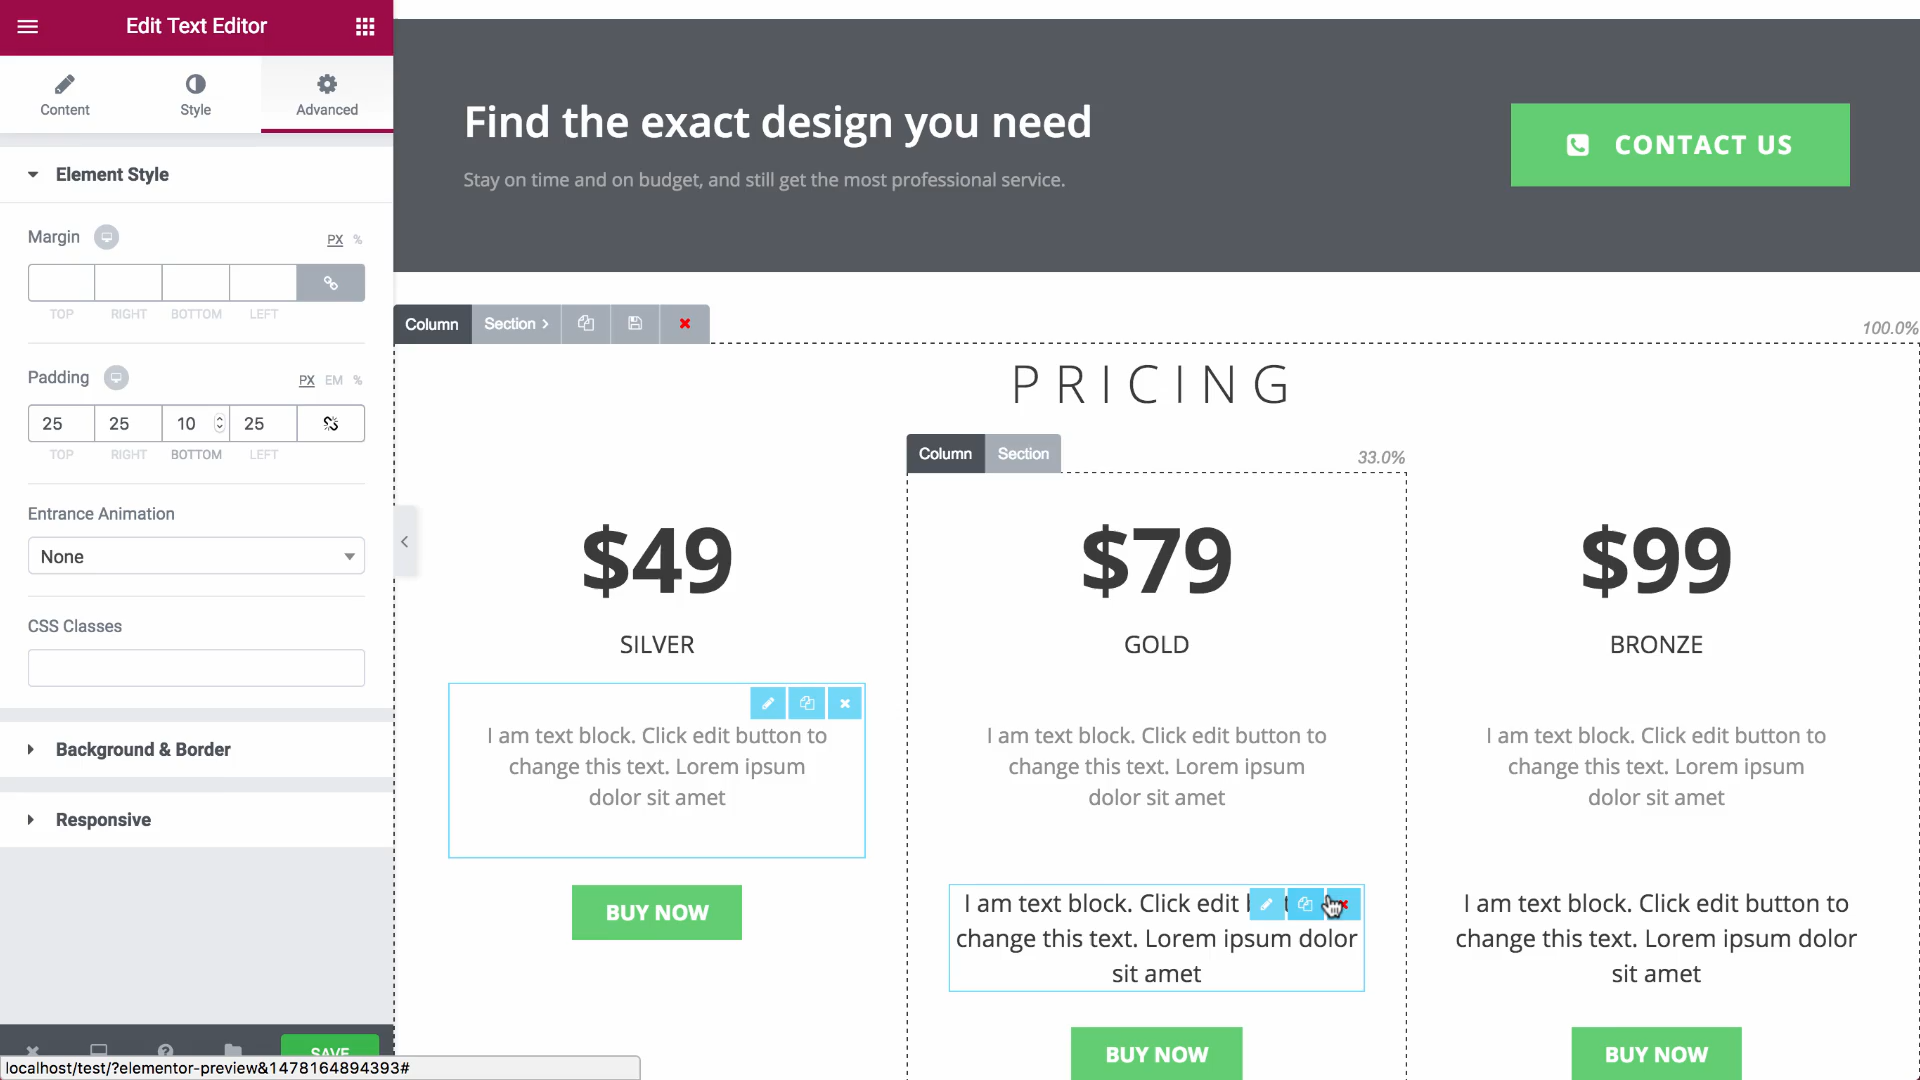 Edit Text Editor
Content
Style
Advanced
Element Style
Margin
PX %
TOP RIGHT BOTTOM LEFT
Padding
PX EM %
25 25 10 25
TOP RIGHT BOTTOM LEFT
Entrance Animation
None
CSS Classes
Background & Border
Responsive
SAVE
localhost/test/?elementor-preview&1478164894393#
Find the exact design you need
Stay on time and on budget, and still get the most professional service.
CONTACT US
Column Section
100.0%
PRICING
Column Section
33.0%
$49
SILVER
I am text block. Click edit button to
change this text. Lorem ipsum
dolor sit amet
BUY NOW
$79
GOLD
I am text block. Click edit button to
change this text. Lorem ipsum
dolor sit amet
I am text block. Click edit
change this text. Lorem ipsum dolor
sit amet
BUY NOW
$99
BRONZE
I am text block. Click edit button to
change this text. Lorem ipsum
dolor sit amet
I am text block. Click edit button to
change this text. Lorem ipsum dolor
sit amet
BUY NOW